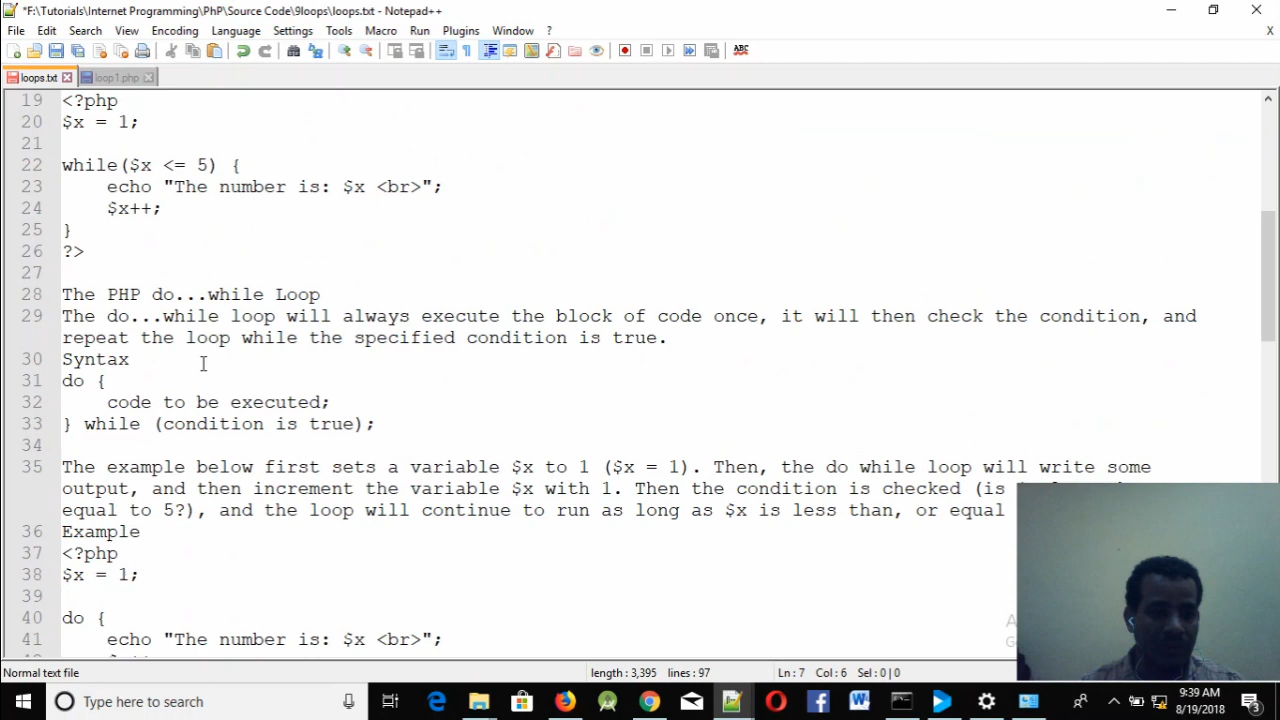 *F:\Tutorials\Internet Programming\PhP\Source Code\9loops\loops.txt - Notepad++
File Edit Search View Encoding Language Settings Tools Macro Run Plugins Window ? X
ABC
loops.txt loop1.php
19 <?php
20 $x = 1;
21
22 while($x <= 5) {
23 echo "The number is: $x <br>";
24 $x++;
25 }
26 ?>
27
28 The PHP do...while Loop
29 The do...while loop will always execute the block of code once, it will then check the condition, and
repeat the loop while the specified condition is true.
30 Syntax
31 do {
32 code to be executed;
33 } while (condition is true);
34
35 The example below first sets a variable $x to 1 ($x = 1). Then, the do while loop will write some
output, and then increment the variable $x with 1. Then the condition is checked (is
equal to 5?), and the loop will continue to run as long as $x is less than, or equal
36 Example
37 <?php
38 $x = 1;
39
40 do {
41 echo "The number is: $x <br>";
Normal text file length : 3,395 lines : 97 Ln : 7 Col : 6 Sel : 0 | 0
Type here to search
9:39 AM
8/19/2018
3